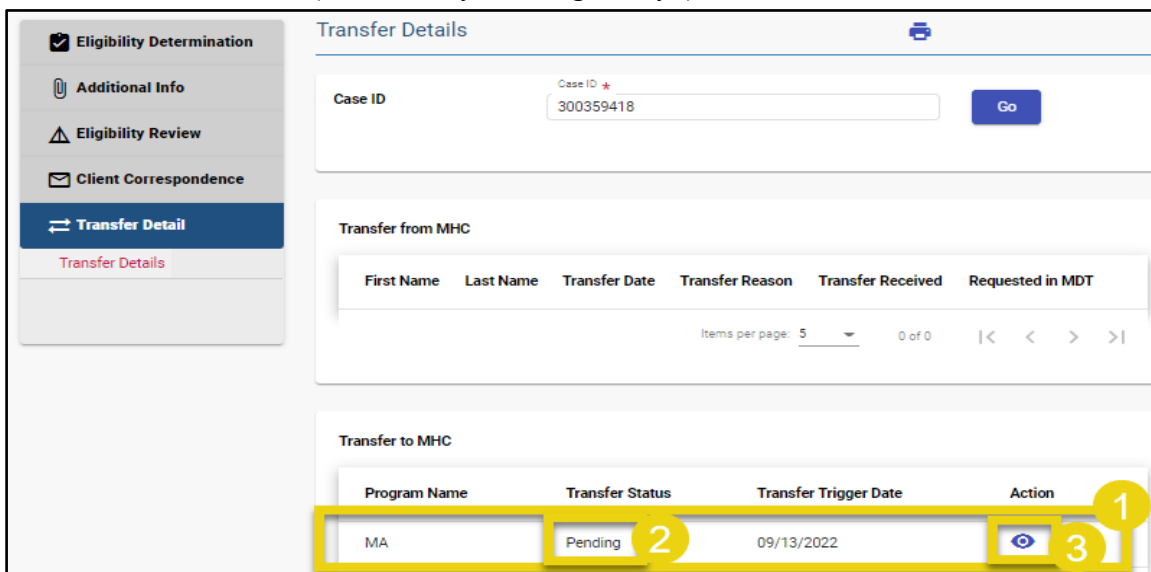 Eligibility Determination
Additional Info
Eligibility Review
Client Correspondence
Transfer Detail
Transfer Details
Transfer Details
Case ID
Case ID *
300359418
Go
Transfer from MHC
First Name Last Name Transfer Date Transfer Reason Transfer Received Requested in MDT
Items per page: 5 0 of 0 |< < > >|
Transfer to MHC
Program Name Transfer Status Transfer Trigger Date Action 1
MA Pending 2 09/13/2022 3